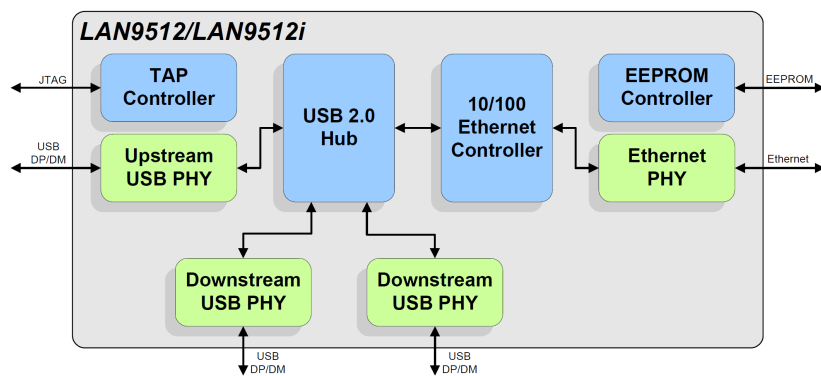 LAN9512/LAN9512i
JTAG
TAP
Controller
USB 2.0
Hub
10/100
Ethernet
Controller
EEPROM
Controller
EEPROM
USB
DP/DM
Upstream
USB PHY
Ethernet
PHY
Ethernet
Downstream
USB PHY
Downstream
USB PHY
USB
DP/DM
USB
DP/DM